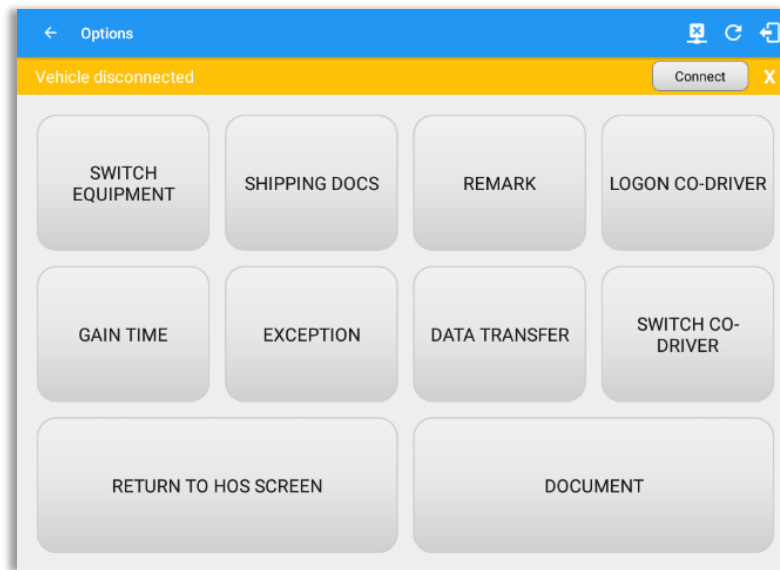 Options
Vehicle disconnected
Connect
X
SWITCH
EQUIPMENT
SHIPPING DOCS
REMARK
LOGON CO-DRIVER
GAIN TIME
EXCEPTION
DATA TRANSFER
SWITCH CO-
DRIVER
RETURN TO HOS SCREEN
DOCUMENT